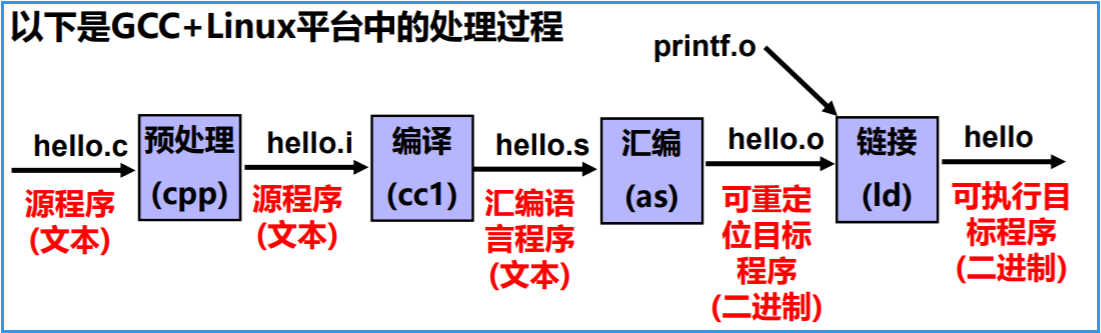 以下是GCC+Linux平台中的处理过程
printf.o
hello.c
预处理
(cpp)
hello.i
编译
(cc1)
hello.s
汇编
(as)
hello.o
链接
(ld)
hello
源程序
(文本)
源程序
(文本)
汇编语
言程序
(文本)
可重定
位目标
程序
(二进制)
可执行目
标程序
(二进制)